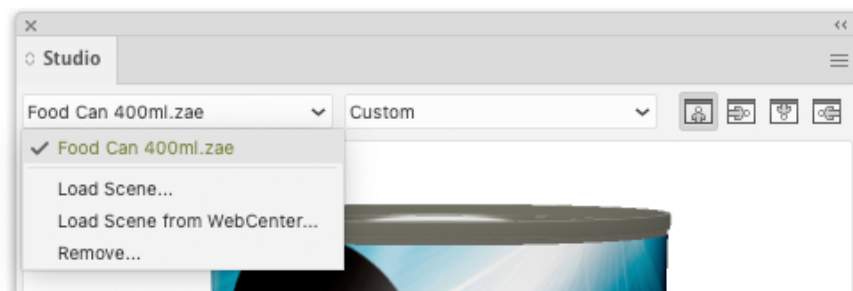 Studio
Food Can 400ml.zae Custom
Food Can 400ml.zae
Load Scene...
Load Scene from WebCenter...
Remove...